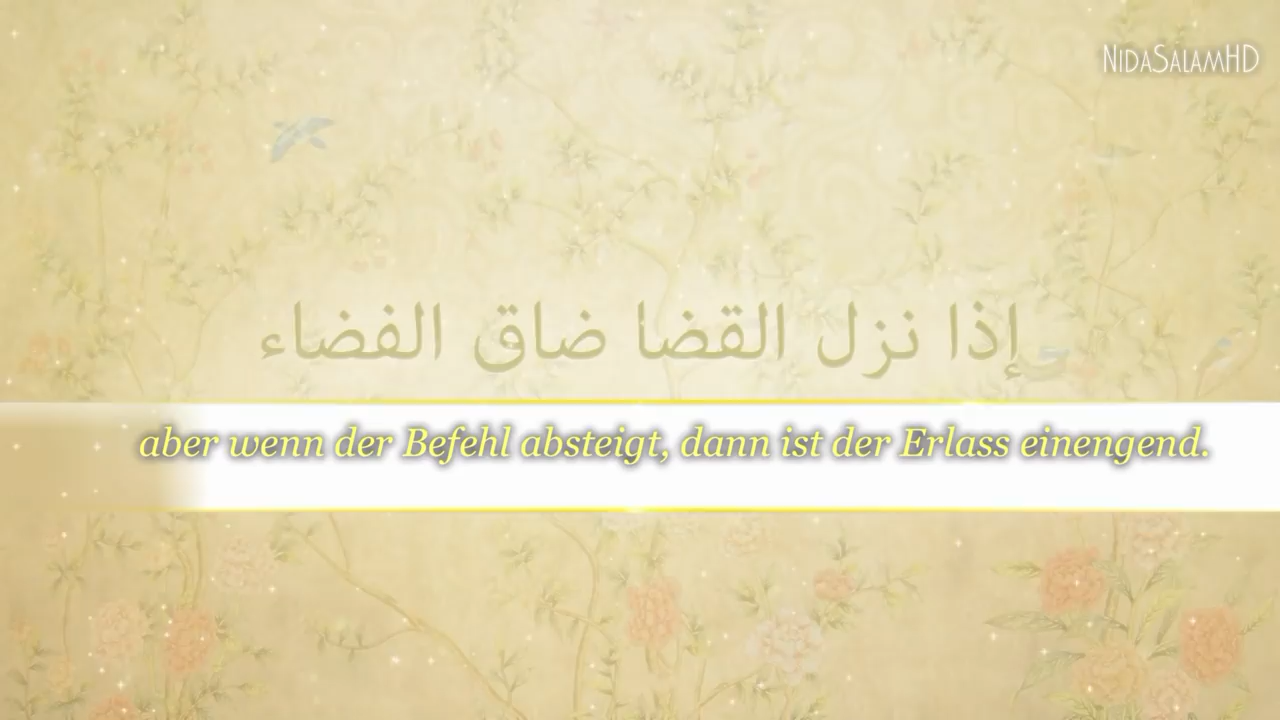 NidaSalamHD
إذا نزل القضا ضاق الفضاء
aber wenn der Befehl absteigt, dann ist der Erlass einengend.